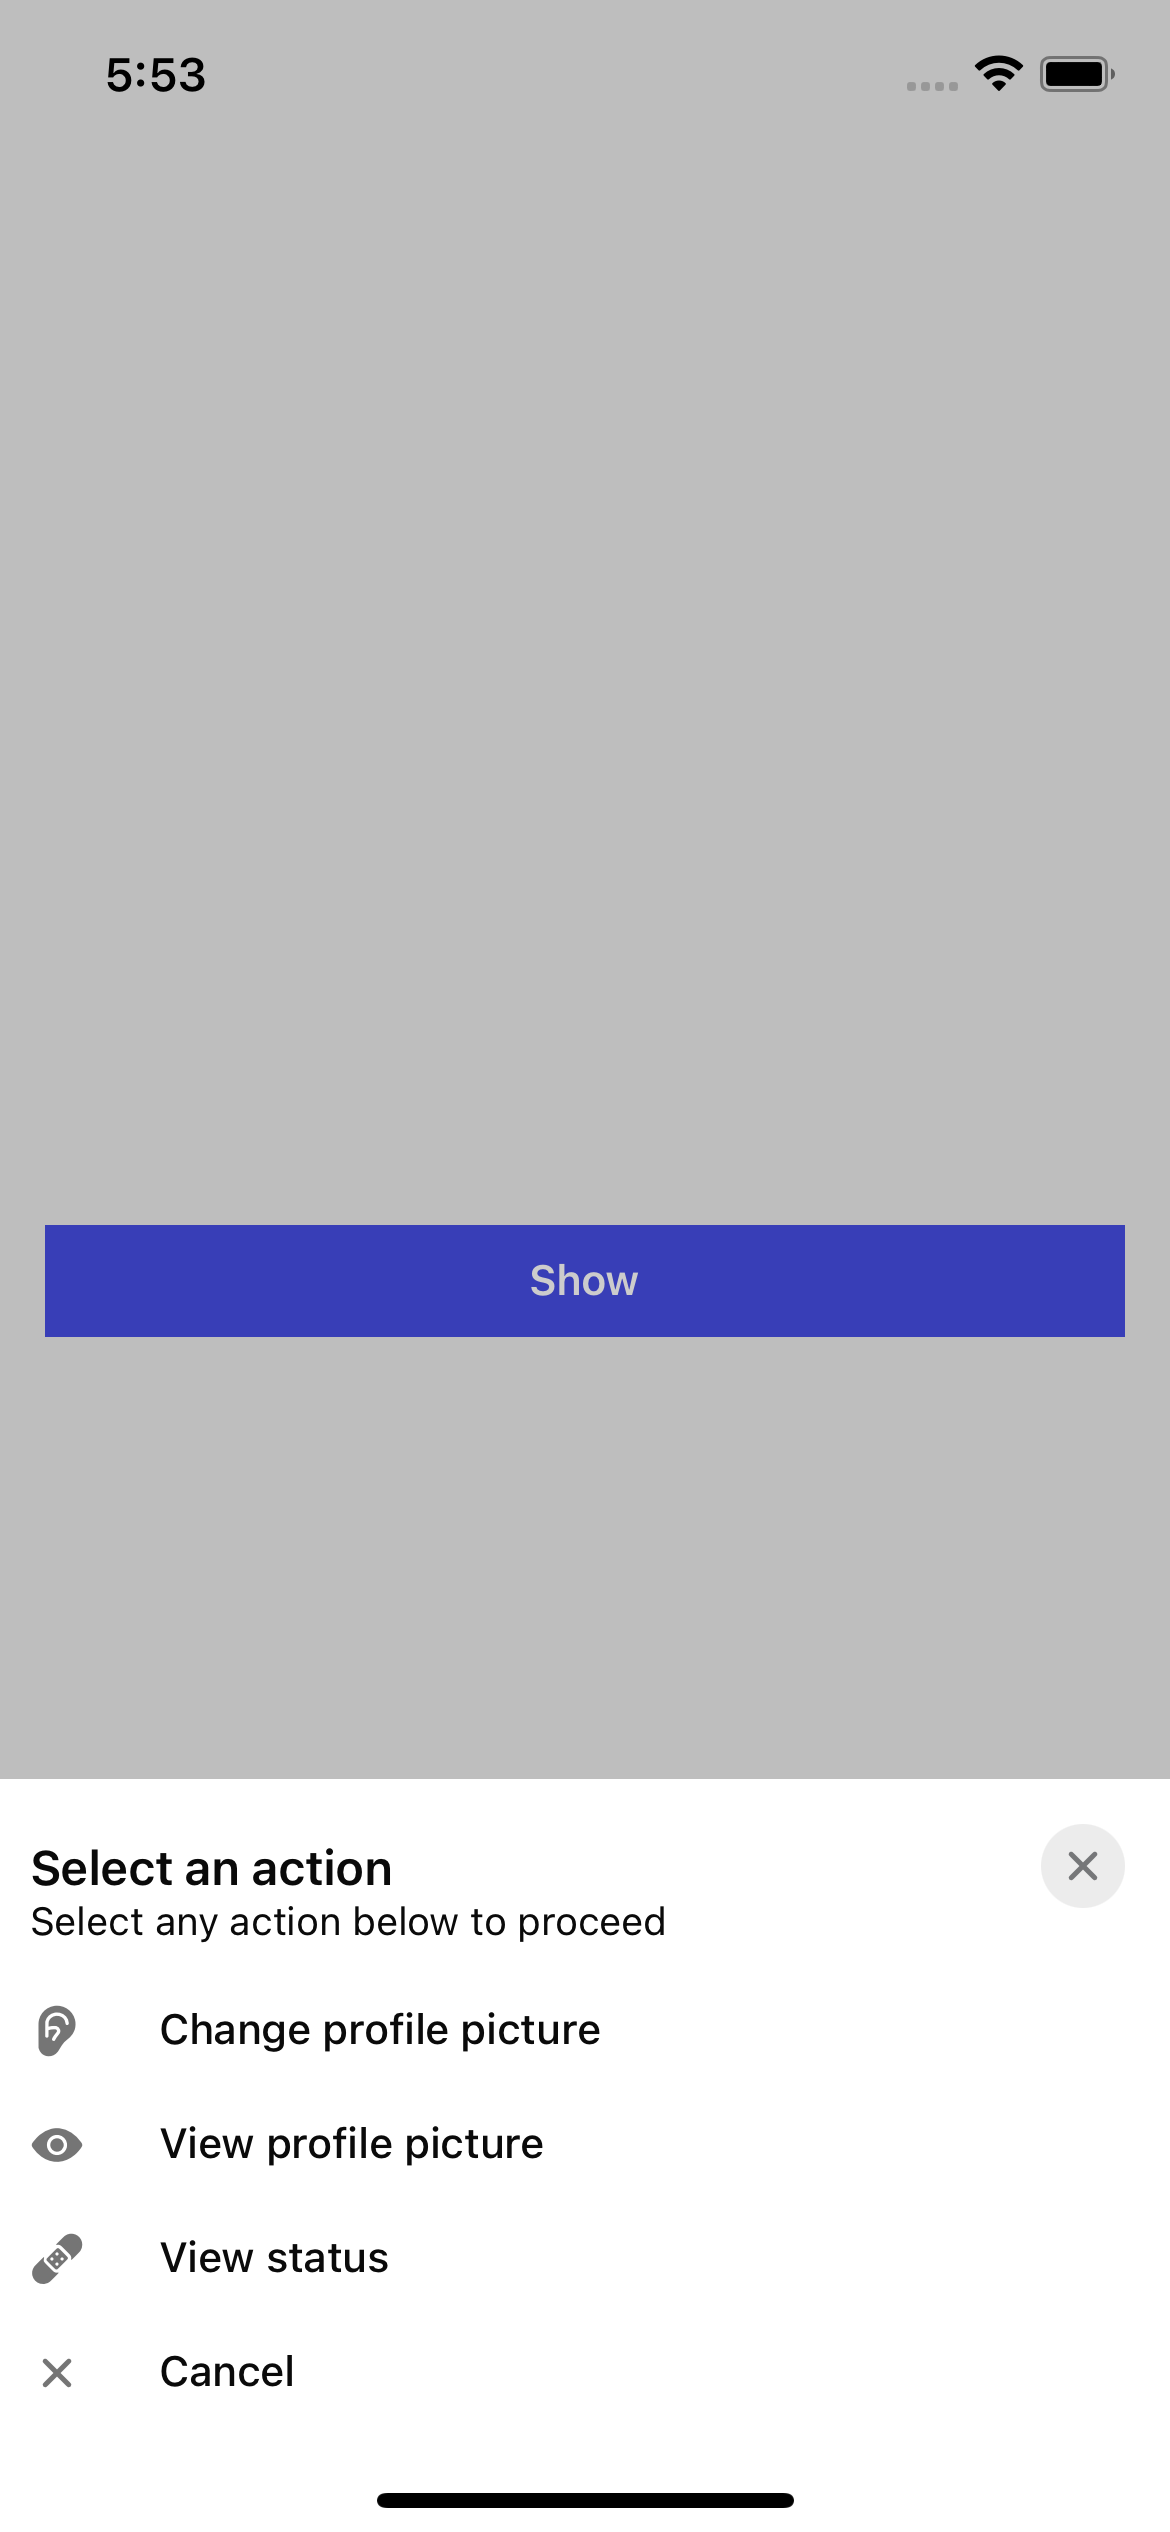 5:53
Show
Select an action
Select any action below to proceed
Change profile picture
View profile picture
View status
Cancel